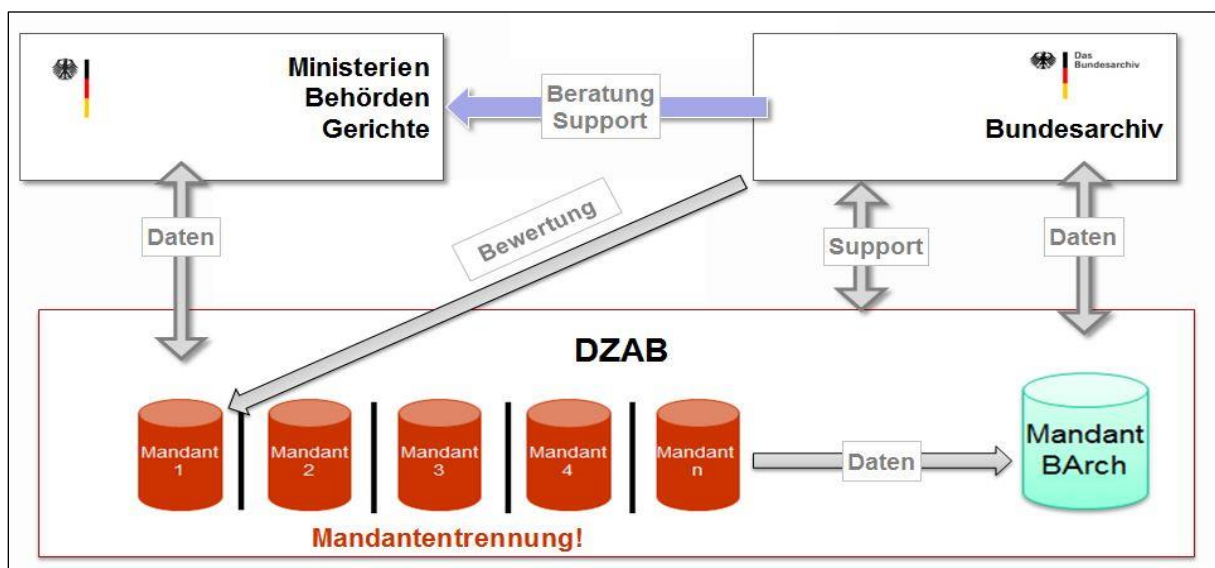 Ministerien
Behörden
Gerichte
Beratung
Support
Das
Bundesarchiv
Bundesarchiv
Daten
Bewertung
Support
Daten
DZAB
Mandant
1
Mandant
2
Mandant
3
Mandant
4
Mandant
n
Daten
Mandant
BArch
Mandantentrennung!